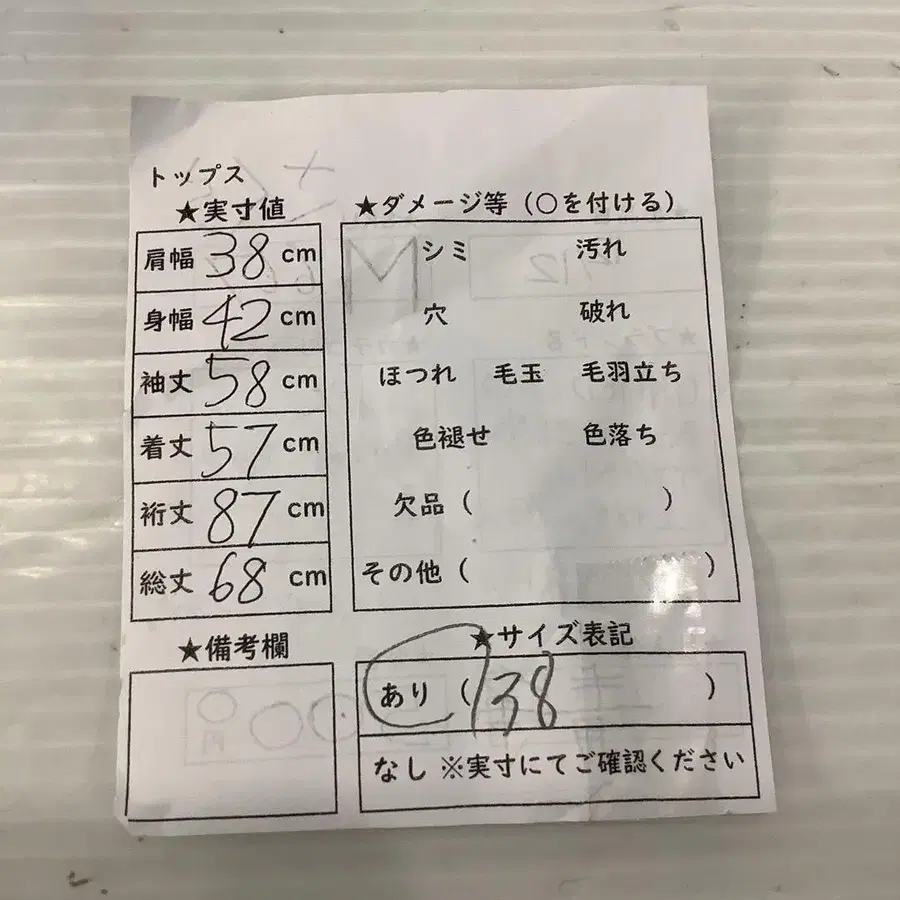 トップス
★実寸値
肩幅 38 cm
身幅 42 cm
袖丈 58 cm
着丈 57 cm
裄丈 87 cm
総丈 68 cm
★備考欄
★ダメージ等（○を付ける）
シミ 汚れ
穴 破れ
ほつれ 毛玉 毛羽立ち
色褪せ 色落ち
欠品（ ）
その他（ ）
★サイズ表記
あり（38 ）
なし ※実寸にてご確認ください